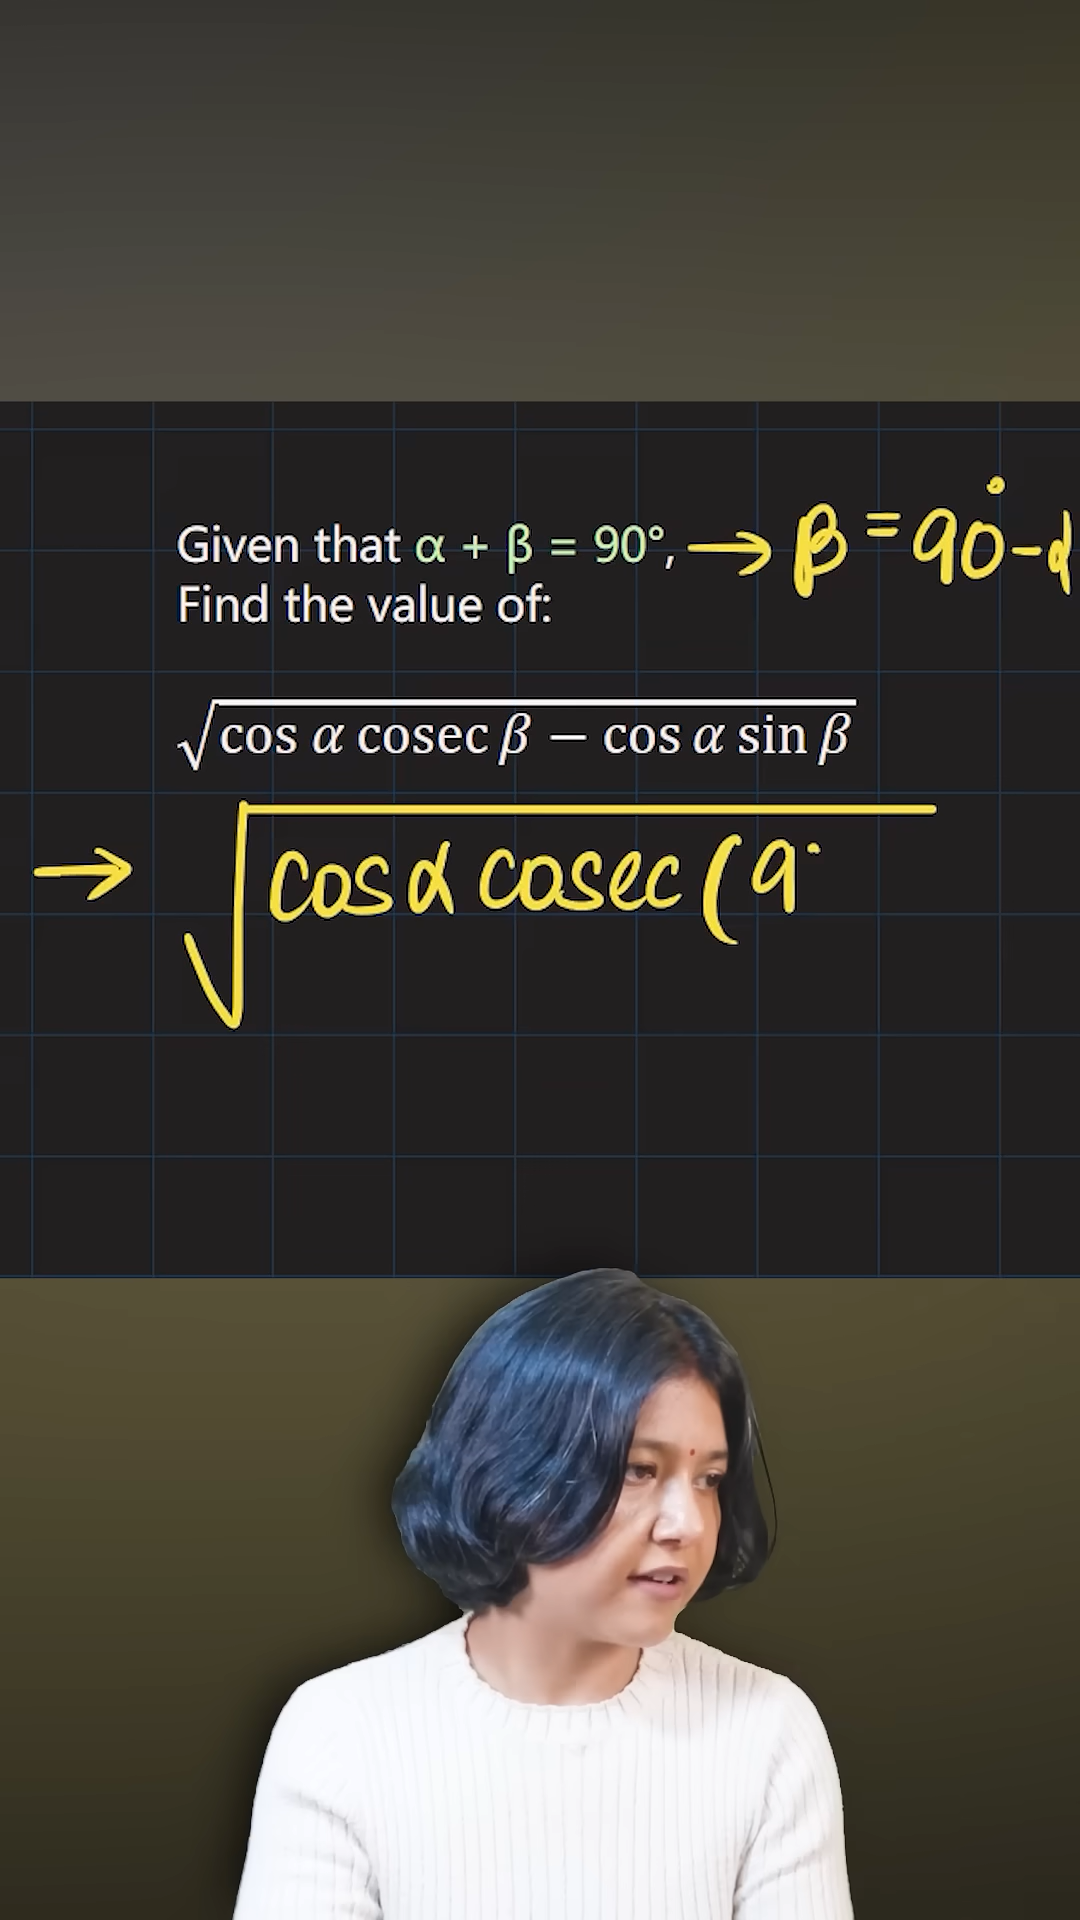 Given that α + β = 90°, → β = 90° - α
Find the value of:
√cos α cosec β − cos α sin β
→ √cos α cosec (9